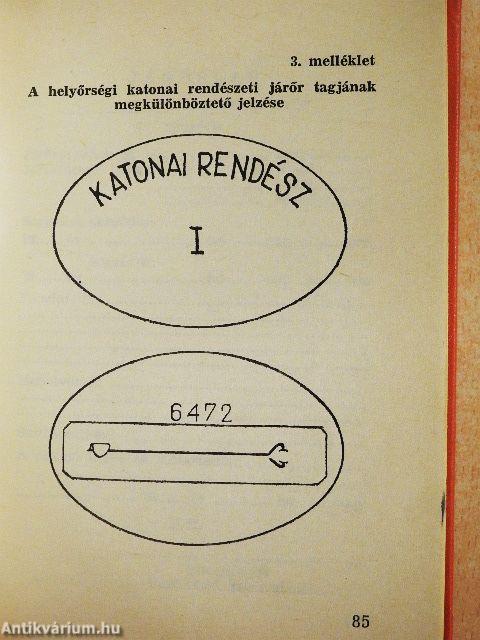 3. melléklet
A helyőrségi katonai rendészeti járőr tagjának
megkülönböztető jelzése
KATONAI RENDÉSZ
I
6472
85
Antikvárium.hu